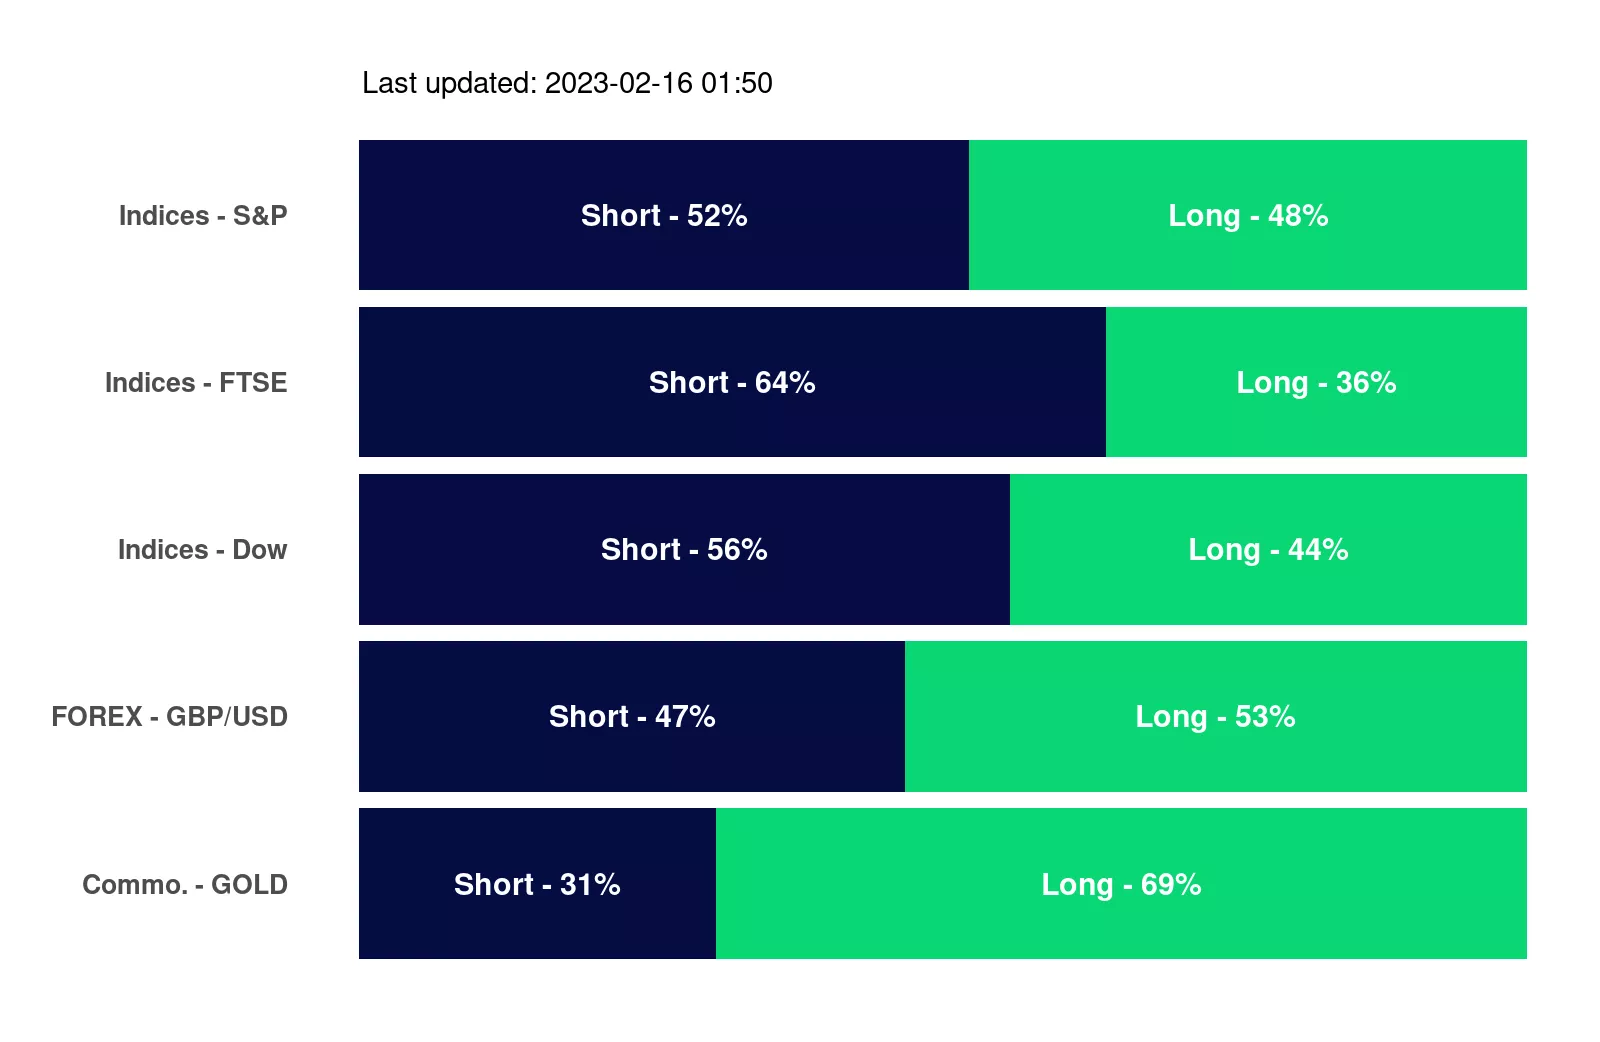 Last updated: 2023-02-16 01:50
Indices - S&P Short - 52% Long - 48%
Indices - FTSE Short - 64% Long - 36%
Indices - Dow Short - 56% Long - 44%
FOREX - GBP/USD Short - 47% Long - 53%
Commo. - GOLD Short - 31% Long - 69%